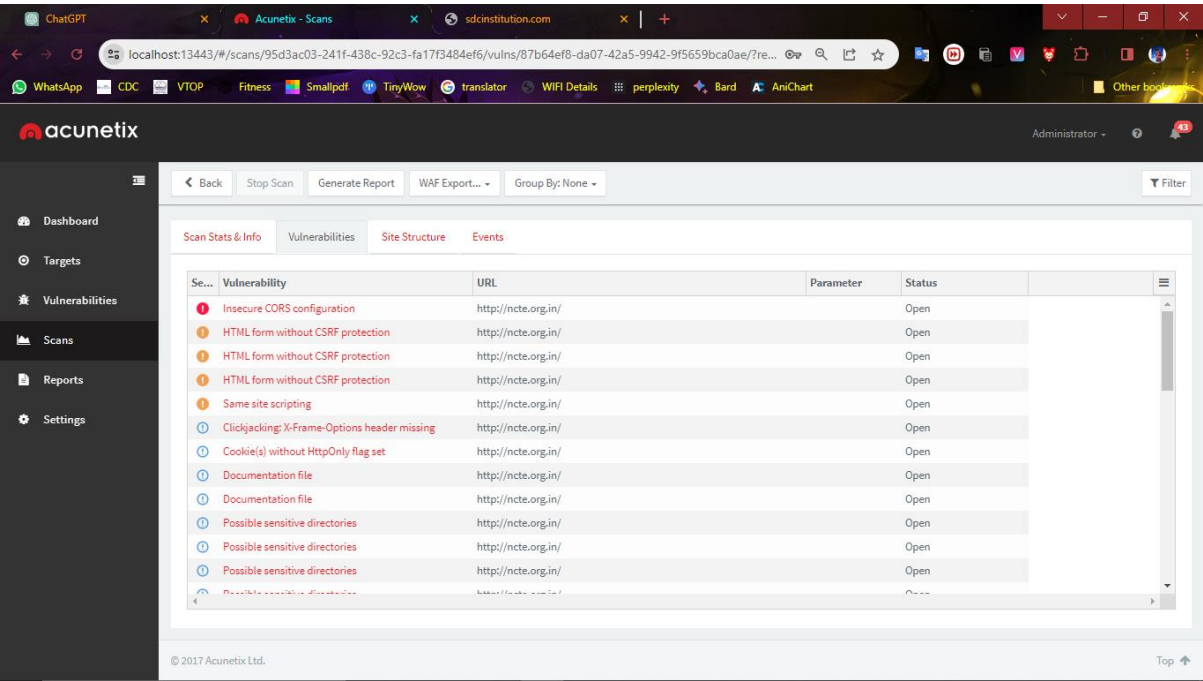 ChatGPT
Acunetix - Scans
sdcinstitution.com
localhost:13443/#/scans/95d3ac03-241f-438c-92c3-fa17f3484ef6/vulns/87b64ef8-da07-42a5-9942-9f5659bca0ae/?re...
WhatsApp CDC VTOP Fitness Smallpdf TinyWow translator WIFI Details perplexity Bard AniChart Other bookmarks
acunetix
Administrator
43
Back Stop Scan Generate Report WAF Export... Group By: None Filter
Dashboard
Targets
Vulnerabilities
Scans
Reports
Settings
Scan Stats & Info Vulnerabilities Site Structure Events
Se... Vulnerability URL Parameter Status
Insecure CORS configuration http://ncte.org.in/ Open
HTML form without CSRF protection http://ncte.org.in/ Open
HTML form without CSRF protection http://ncte.org.in/ Open
HTML form without CSRF protection http://ncte.org.in/ Open
Same site scripting http://ncte.org.in/ Open
Clickjacking: X-Frame-Options header missing http://ncte.org.in/ Open
Cookie(s) without HttpOnly flag set http://ncte.org.in/ Open
Documentation file http://ncte.org.in/ Open
Documentation file http://ncte.org.in/ Open
Possible sensitive directories http://ncte.org.in/ Open
Possible sensitive directories http://ncte.org.in/ Open
Possible sensitive directories http://ncte.org.in/ Open
Possible sensitive directories http://ncte.org.in/ Open
© 2017 Acunetix Ltd.
Top